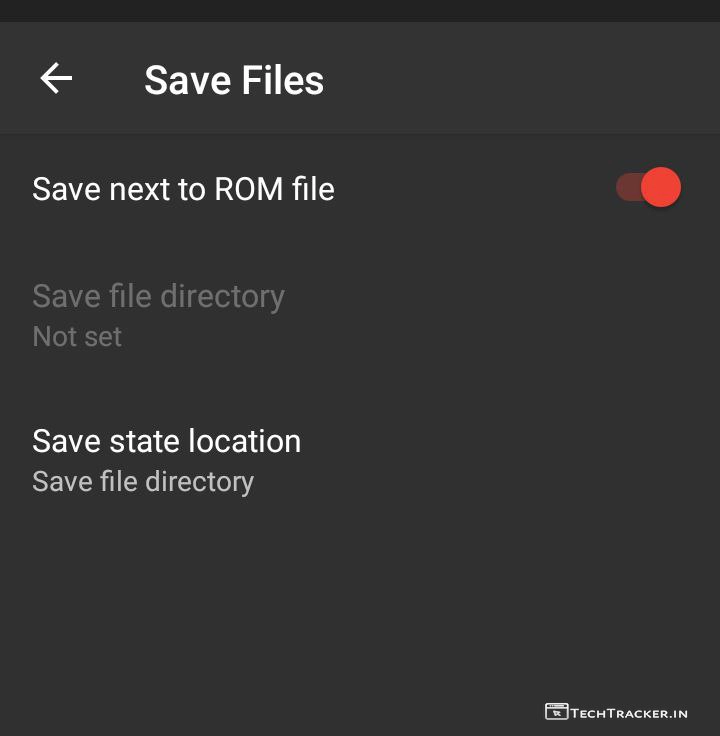 Save Files
Save next to ROM file
Save file directory
Not set
Save state location
Save file directory
TECHTRACKER.IN